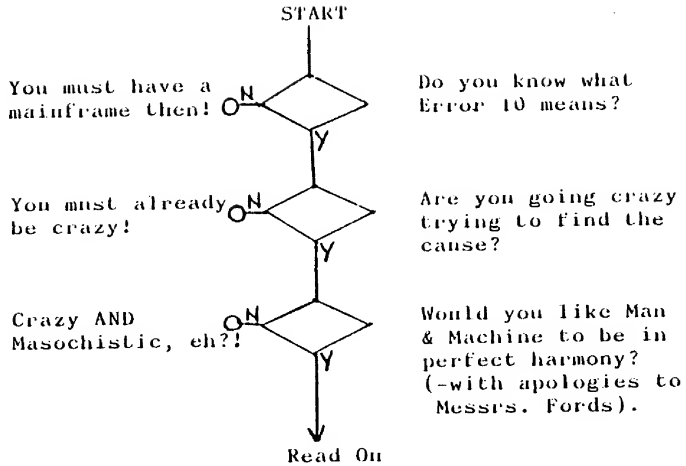 START
You must have a
mainframe then!
N
Do you know what
Error 10 means?
Y
You must already
be crazy!
N
Are you going crazy
trying to find the
cause?
Y
Crazy AND
Masochistic, eh?!
N
Would you like Man
& Machine to be in
perfect harmony?
(-with apologies to
Messrs. Fords).
Y
Read On